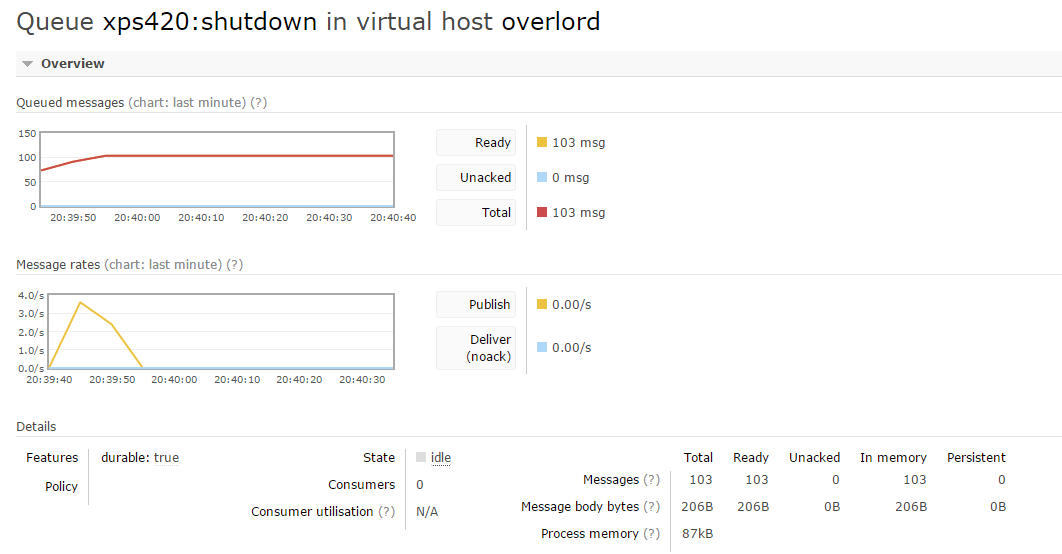 Queue xps420:shutdown in virtual host overlord
Overview
Queued messages (chart: last minute) (?)
150
100
50
0
20:39:50 20:40:00 20:40:10 20:40:20 20:40:30 20:40:40
Ready 103 msg
Unacked 0 msg
Total 103 msg
Message rates (chart: last minute) (?)
4.0/s
3.0/s
2.0/s
1.0/s
0.0/s
20:39:40 20:39:50 20:40:00 20:40:10 20:40:20 20:40:30
Publish 0.00/s
Deliver
(noack) 0.00/s
Details
Features durable: true
Policy
State idle
Consumers 0
Consumer utilisation (?) N/A
Total Ready Unacked In memory Persistent
Messages (?) 103 103 0 103 0
Message body bytes (?) 206B 206B 0B 206B 0B
Process memory (?) 87kB